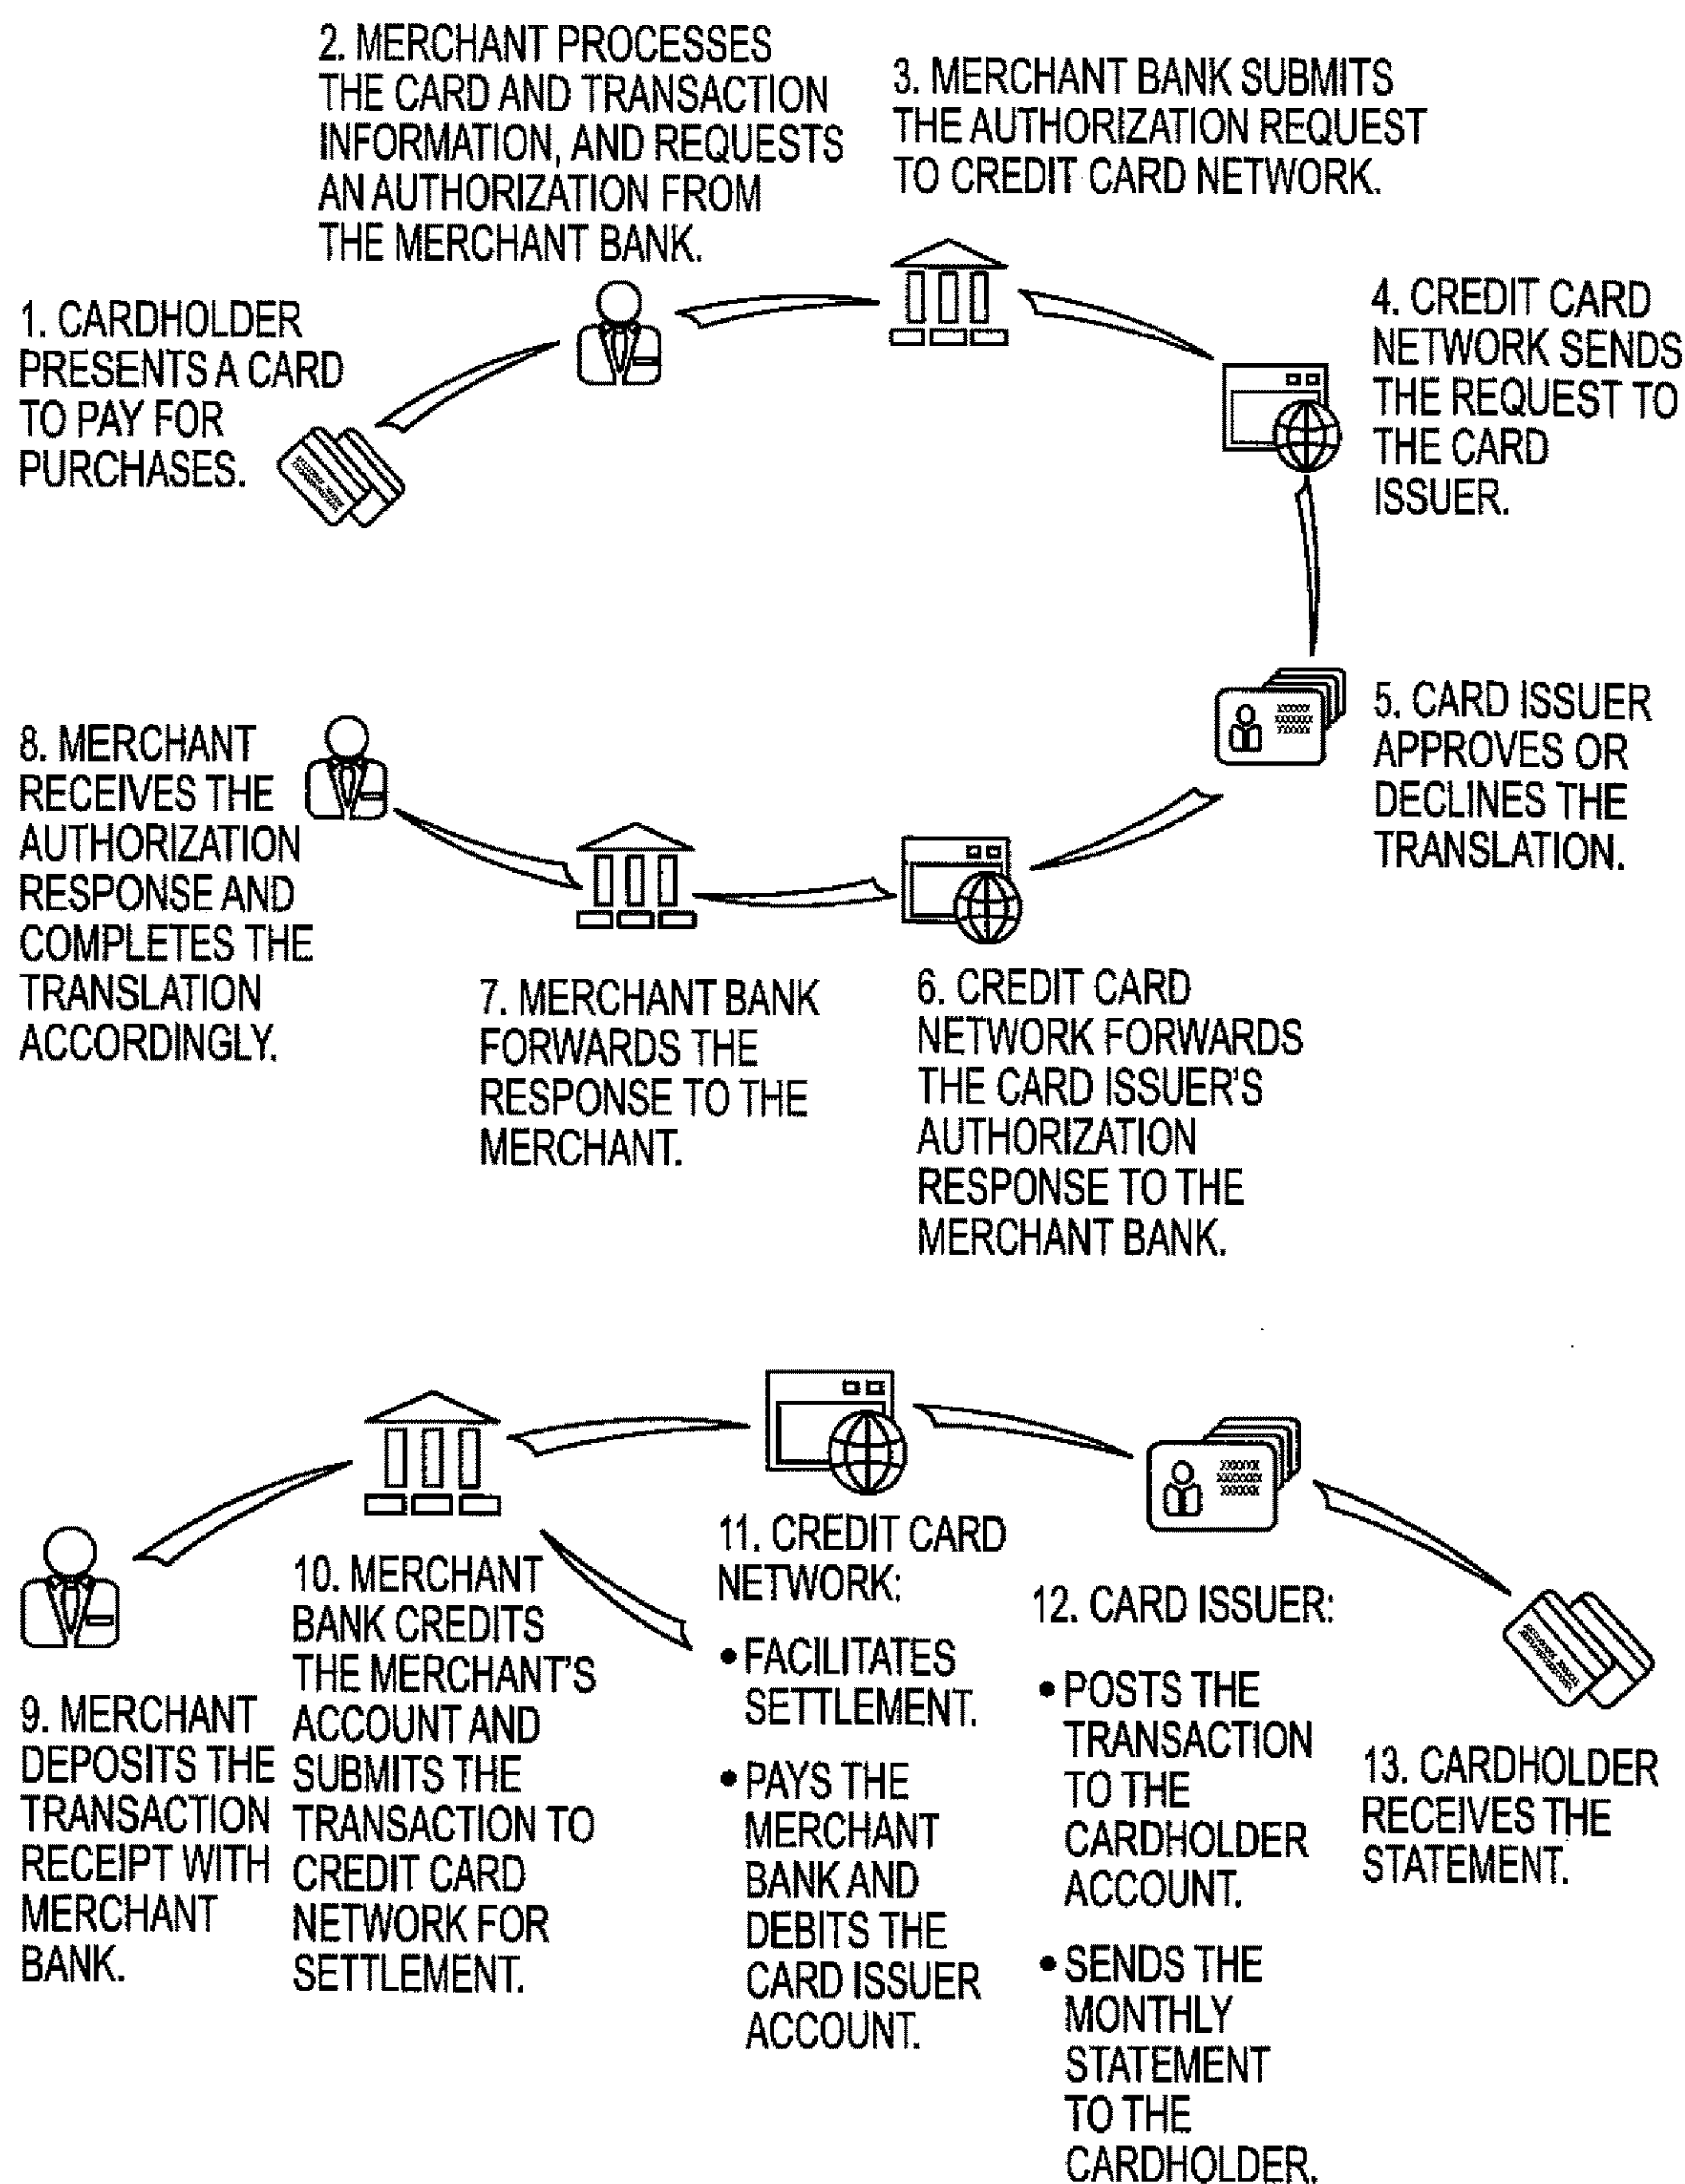 1. CARDHOLDER
PRESENTS A CARD
TO PAY FOR
PURCHASES.
2. MERCHANT PROCESSES
THE CARD AND TRANSACTION
INFORMATION, AND REQUESTS
AN AUTHORIZATION FROM
THE MERCHANT BANK.
3. MERCHANT BANK SUBMITS
THE AUTHORIZATION REQUEST
TO CREDIT CARD NETWORK.
4. CREDIT CARD
NETWORK SENDS
THE REQUEST TO
THE CARD
ISSUER.
5. CARD ISSUER
APPROVES OR
DECLINES THE
TRANSLATION.
6. CREDIT CARD
NETWORK FORWARDS
THE CARD ISSUER'S
AUTHORIZATION
RESPONSE TO THE
MERCHANT BANK.
7. MERCHANT BANK
FORWARDS THE
RESPONSE TO THE
MERCHANT.
8. MERCHANT
RECEIVES THE
AUTHORIZATION
RESPONSE AND
COMPLETES THE
TRANSLATION
ACCORDINGLY.
9. MERCHANT
DEPOSITS THE
TRANSACTION
RECEIPT WITH
MERCHANT
BANK.
10. MERCHANT
BANK CREDITS
THE MERCHANT'S
ACCOUNT AND
SUBMITS THE
TRANSACTION TO
CREDIT CARD
NETWORK FOR
SETTLEMENT.
11. CREDIT CARD
NETWORK:
• FACILITATES
SETTLEMENT.
• PAYS THE
MERCHANT
BANK AND
DEBITS THE
CARD ISSUER
ACCOUNT.
12. CARD ISSUER:
• POSTS THE
TRANSACTION
TO THE
CARDHOLDER
ACCOUNT.
• SENDS THE
MONTHLY
STATEMENT
TO THE
CARDHOLDER.
13. CARDHOLDER
RECEIVES THE
STATEMENT.